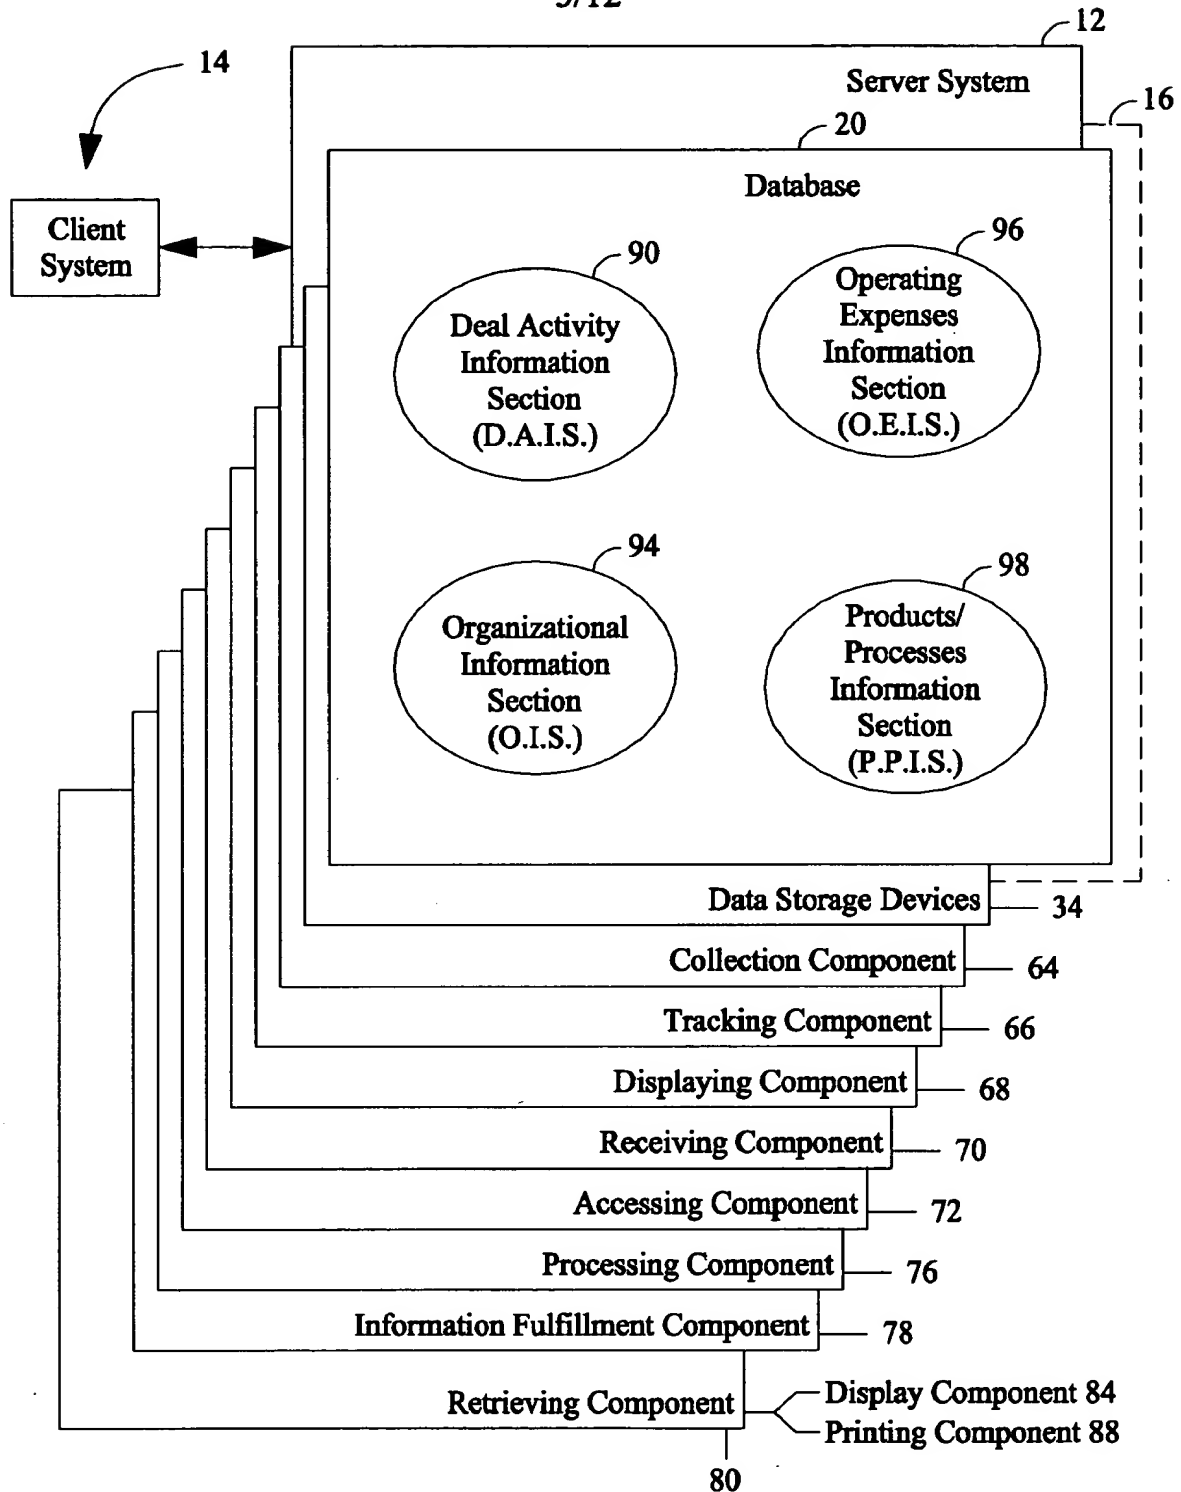 12
14
Server System
16
20
Database
Client
System
96
90
Operating
Expenses
Information
Section
(O.E.I.S.)
Deal Activity
Information
Section
(D.A.I.S.)
94
98
Organizational
Information
Section
(O.I.S.)
Products/
Processes
Information
Section
(P.P.I.S.)
Data Storage Devices
34
Collection Component
64
Tracking Component
66
Displaying Component
68
Receiving Component
70
Accessing Component
72
Processing Component
76
Information Fulfillment Component
78
Retrieving Component
Display Component 84
Printing Component 88
80